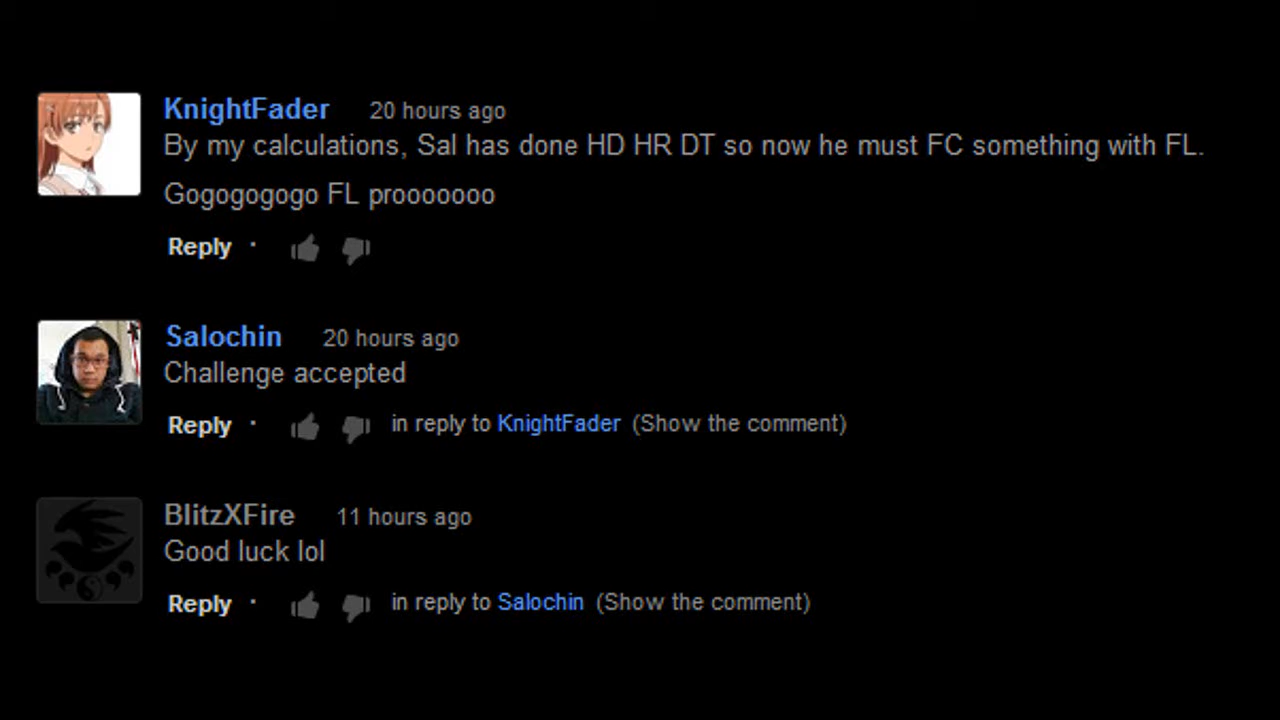 KnightFader 20 hours ago
By my calculations, Sal has done HD HR DT so now he must FC something with FL.
Gogogogogo FL prooooooo
Reply ·
Salochin 20 hours ago
Challenge accepted
Reply · in reply to KnightFader (Show the comment)
BlitzXFire 11 hours ago
Good luck lol
Reply · in reply to Salochin (Show the comment)